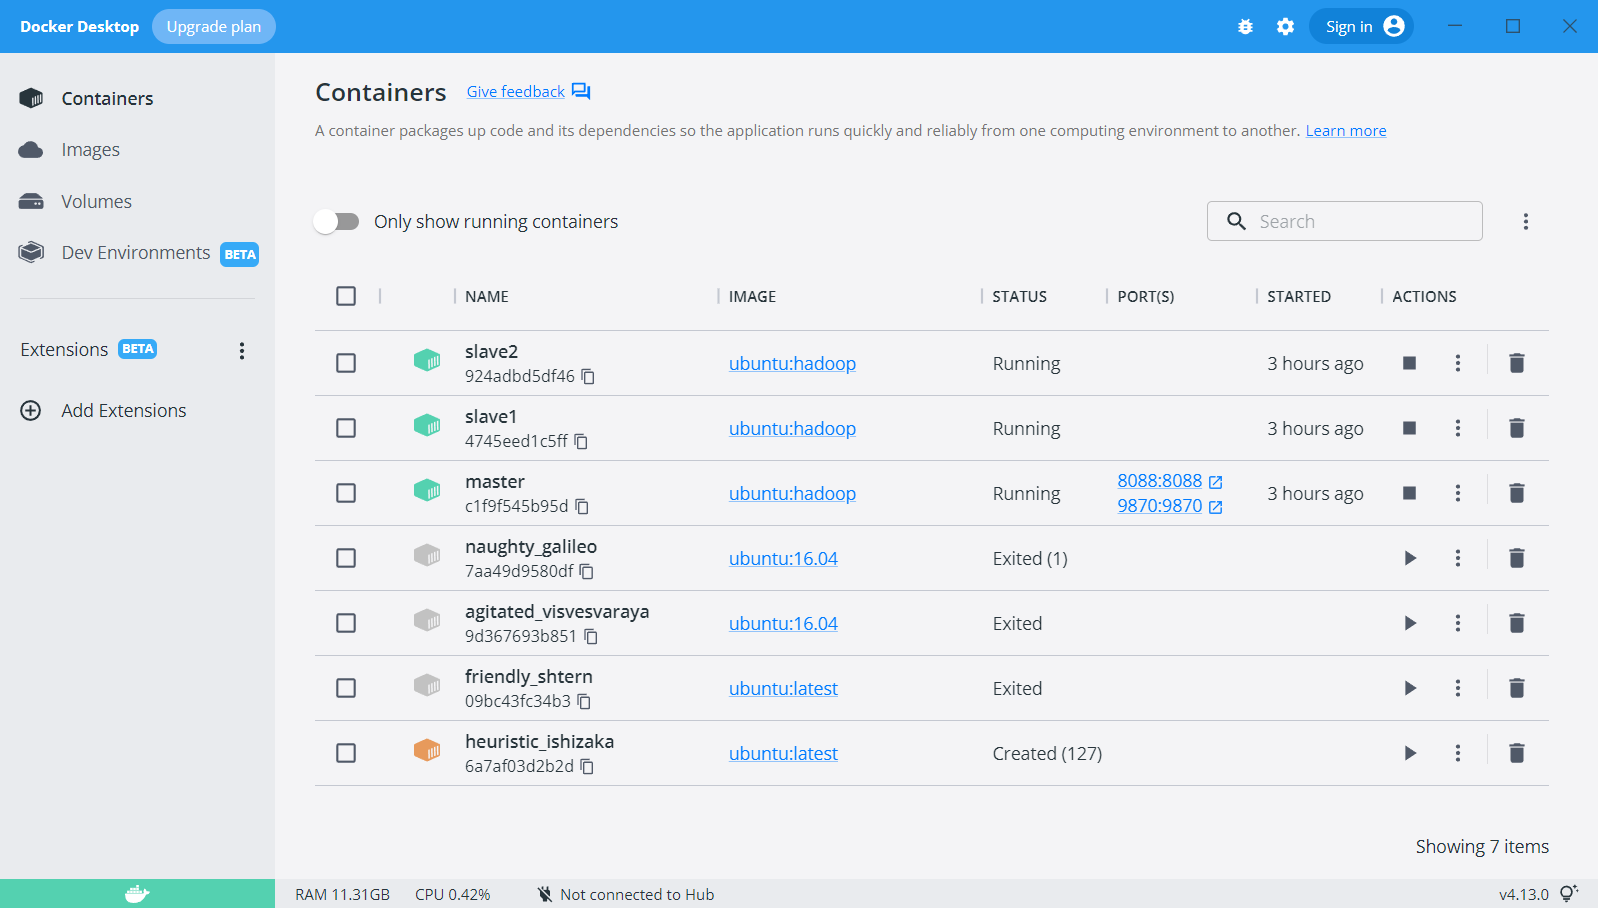 Docker Desktop Upgrade plan Sign in
Containers
Images
Volumes
Dev Environments BETA
Extensions BETA
Add Extensions
Containers Give feedback
A container packages up code and its dependencies so the application runs quickly and reliably from one computing environment to another. Learn more
Only show running containers Search
NAME IMAGE STATUS PORT(S) STARTED ACTIONS
slave2
924adbd5df46 ubuntu:hadoop Running 3 hours ago
slave1
4745eed1c5ff ubuntu:hadoop Running 3 hours ago
master
c1f9f545b95d ubuntu:hadoop Running 8088:8088 3 hours ago
9870:9870
naughty_galileo
7aa49d9580df ubuntu:16.04 Exited (1)
agitated_visvesvaraya
9d367693b851 ubuntu:16.04 Exited
friendly_shtern
09bc43fc34b3 ubuntu:latest Exited
heuristic_ishizaka
6a7af03d2b2d ubuntu:latest Created (127)
Showing 7 items
RAM 11.31GB CPU 0.42% Not connected to Hub v4.13.0